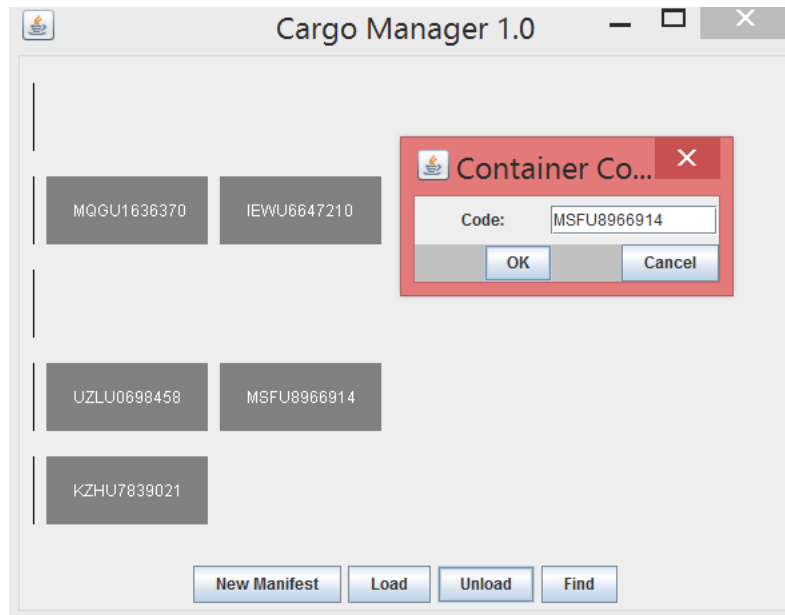 Cargo Manager 1.0
Container Co...
Code: MSFU8966914
OK Cancel
MQGU1636370 IEWU6647210
UZLU0698458 MSFU8966914
KZHU7839021
New Manifest Load Unload Find